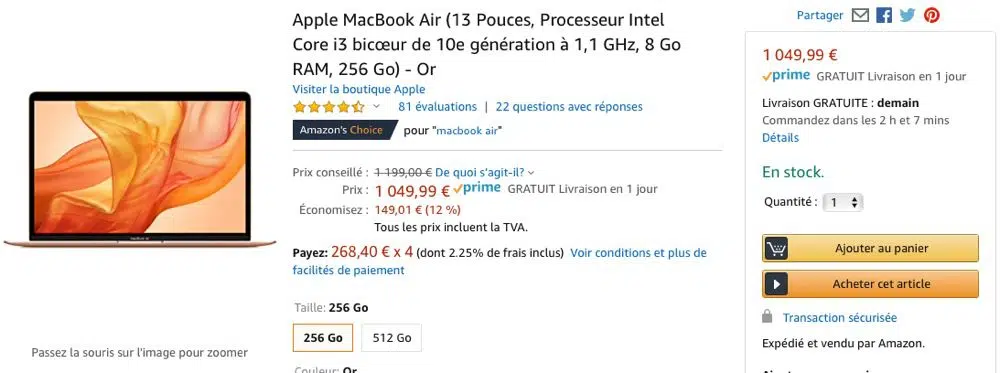 Apple MacBook Air (13 Pouces, Processeur Intel
Core i3 bicœur de 10e génération à 1,1 GHz, 8 Go
RAM, 256 Go) - Or
Visiter la boutique Apple
81 évaluations | 22 questions avec réponses
Amazon's Choice pour "macbook air"
Prix conseillé : 1 199,00 € De quoi s'agit-il?
Prix : 1 049,99 € prime GRATUIT Livraison en 1 jour
Économisez : 149,01 € (12 %)
Tous les prix incluent la TVA.
Payez: 268,40 € x 4 (dont 2.25% de frais inclus) Voir conditions et plus de
facilités de paiement
Taille: 256 Go
256 Go 512 Go
Couleur: Or
Passez la souris sur l'image pour zoomer
Partager
1 049,99 €
prime GRATUIT Livraison en 1 jour
Livraison GRATUITE : demain
Commandez dans les 2 h et 7 mins
Détails
En stock.
Quantité : 1
Ajouter au panier
Acheter cet article
Transaction sécurisée
Expédié et vendu par Amazon.